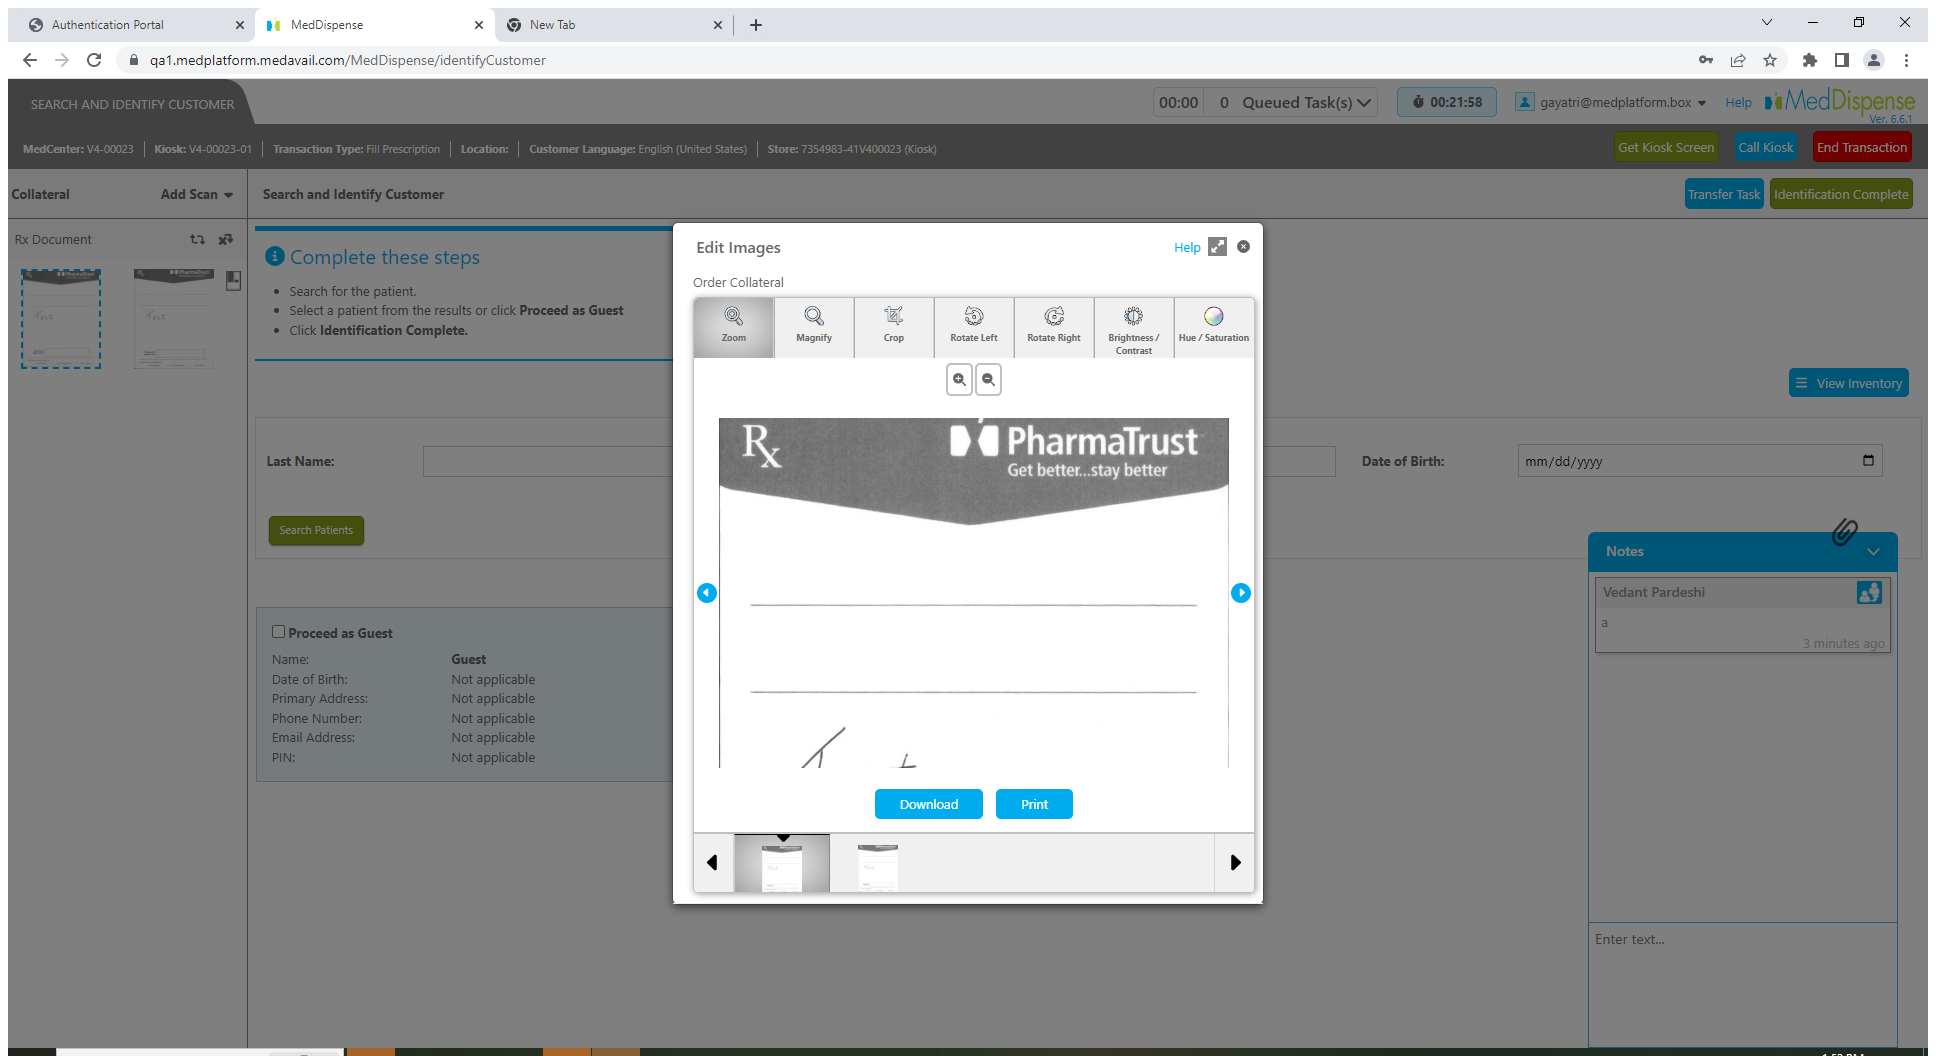 Authentication Portal
MedDispense
New Tab
qa1.medplatform.medavail.com/MedDispense/identifyCustomer
SEARCH AND IDENTIFY CUSTOMER
00:00 0 Queued Task(s)
00:21:58
gayatri@medplatform.box
Help
MedDispense
Ver. 6.6.1
MedCenter: V4-00023
Kiosk: V4-00023-01
Transaction Type: Fill Prescription
Location:
Customer Language: English (United States)
Store: 7354983-41V400023 (Kiosk)
Get Kiosk Screen
Call Kiosk
End Transaction
Collateral
Add Scan
Search and Identify Customer
Transfer Task
Identification Complete
Rx Document
Complete these steps
Search for the patient.
Select a patient from the results or click Proceed as Guest
Click Identification Complete.
View Inventory
Last Name:
Date of Birth:
mm/dd/yyyy
Search Patients
Proceed as Guest
Name: Guest
Date of Birth: Not applicable
Primary Address: Not applicable
Phone Number: Not applicable
Email Address: Not applicable
PIN: Not applicable
Edit Images
Help
Order Collateral
Zoom
Magnify
Crop
Rotate Left
Rotate Right
Brightness /
Contrast
Hue / Saturation
Rx
PharmaTrust
Get better...stay better
Download
Print
Notes
Vedant Pardeshi
a
3 minutes ago
Enter text...